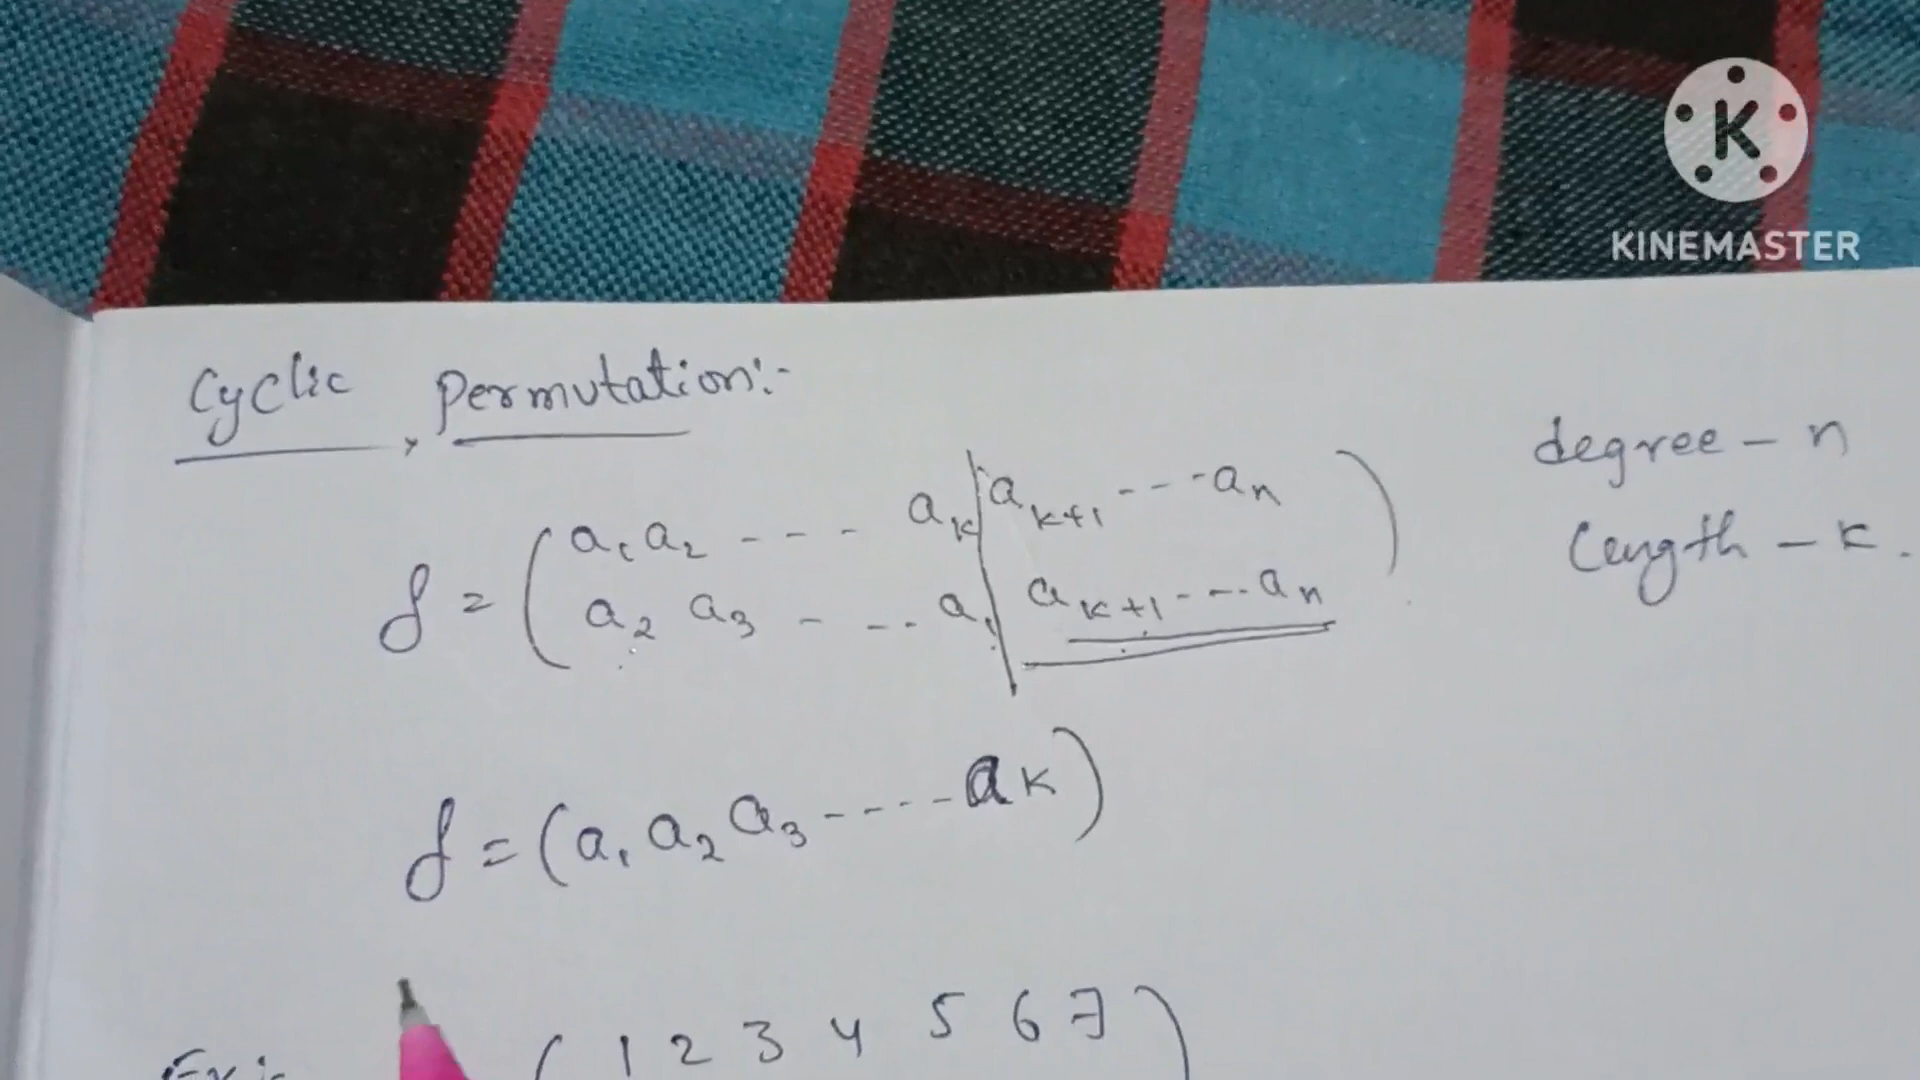 K
KINEMASTER
Cyclic permutation:-
degree - n
length - k.
f = ( a₁ a₂ - - - - aₖ | aₖ₊₁ - - - - aₙ )
a₂ a₃ - - - - a₁ | aₖ₊₁ - - - aₙ
f = (a₁ a₂ a₃ - - - - - aₖ)
Ex:-
( 1 2 3 4 5 6 7 )